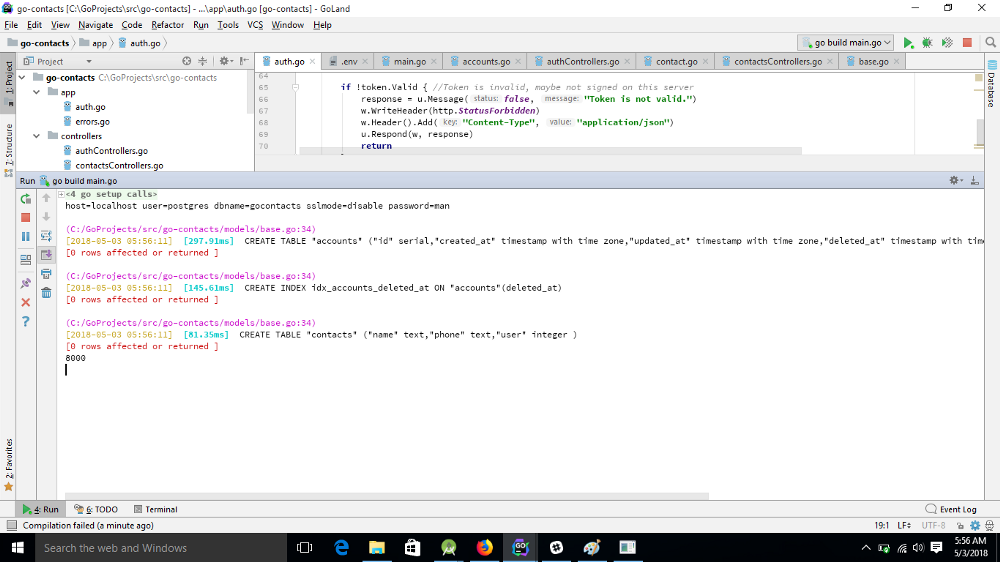 go-contacts [C:\GoProjects\src\go-contacts] - ...\app\auth.go [go-contacts] - GoLand
File Edit View Navigate Code Refactor Run Tools VCS Window Help
go-contacts app auth.go go build main.go
Project auth.go .env main.go accounts.go authControllers.go contact.go contactsControllers.go base.go
1: Project
7: Structure
2: Favorites
Database
go-contacts C:\GoProjects\src\go-contacts
app
auth.go
errors.go
controllers
authControllers.go
contactsControllers.go
64
65 if !token.Valid { //Token is invalid, maybe not signed on this server
66 response = u.Message( status: false, message: "Token is not valid.")
67 w.WriteHeader(http.StatusForbidden)
68 w.Header().Add( key: "Content-Type", value: "application/json")
69 u.Respond(w, response)
70 return
Run go build main.go
<4 go setup calls>
host=localhost user=postgres dbname=gocontacts sslmode=disable password=man
(C:/GoProjects/src/go-contacts/models/base.go:34)
[2018-05-03 05:56:11] [297.91ms] CREATE TABLE "accounts" ("id" serial,"created_at" timestamp with time zone,"updated_at" timestamp with time zone,"deleted_at" timestamp with tim
[0 rows affected or returned ]
(C:/GoProjects/src/go-contacts/models/base.go:34)
[2018-05-03 05:56:11] [145.61ms] CREATE INDEX idx_accounts_deleted_at ON "accounts"(deleted_at)
[0 rows affected or returned ]
(C:/GoProjects/src/go-contacts/models/base.go:34)
[2018-05-03 05:56:11] [81.35ms] CREATE TABLE "contacts" ("name" text,"phone" text,"user" integer )
[0 rows affected or returned ]
8000
4: Run 6: TODO Terminal Event Log
Compilation failed (a minute ago) 19:1 LF÷ UTF-8
Search the web and Windows
5:56 AM
5/3/2018